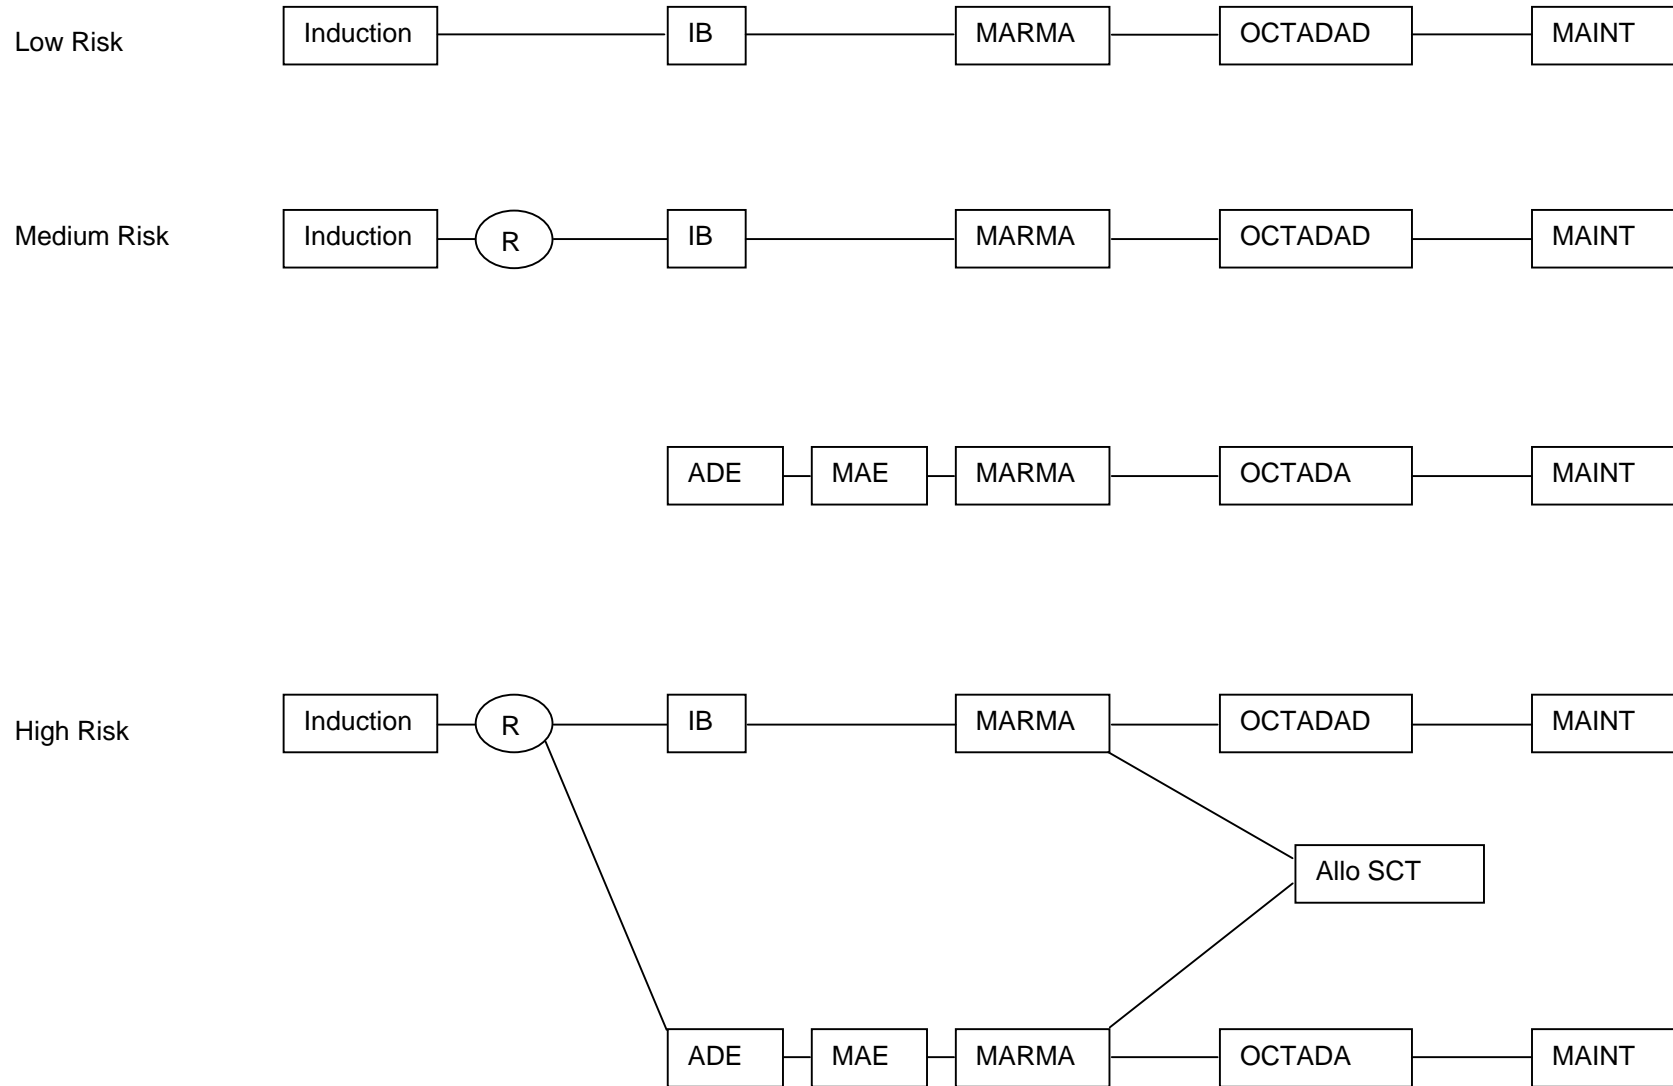 Low Risk
Induction
IB
MARMA
OCTADAD
MAINT
Medium Risk
Induction
R
IB
MARMA
OCTADAD
MAINT
ADE
MAE
MARMA
OCTADA
MAINT
High Risk
Induction
R
IB
MARMA
OCTADAD
MAINT
Allo SCT
ADE
MAE
MARMA
OCTADA
MAINT